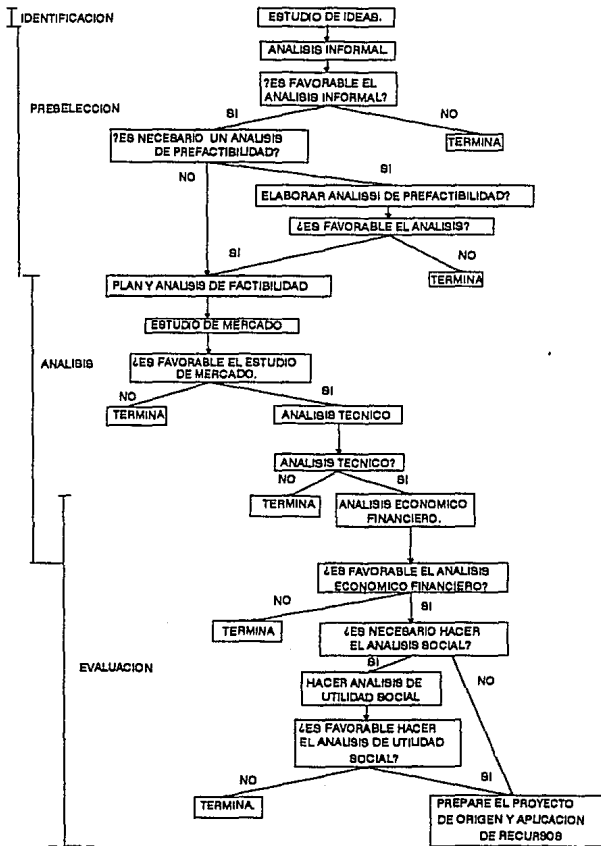 IDENTIFICACION
ESTUDIO DE IDEAS.
ANALISIS INFORMAL
?ES FAVORABLE EL
ANALISIS INFORMAL?
PRESELECCION
SI
NO
?ES NECESARIO UN ANALISIS
DE PREFACTIBILIDAD?
TERMINA
NO
SI
ELABORAR ANALISSI DE PREFACTIBILIDAD?
¿ES FAVORABLE EL ANALISIS?
SI
NO
TERMINA
PLAN Y ANALISIS DE FACTIBILIDAD
ESTUDIO DE MERCADO
ANALISIS
¿ES FAVORABLE EL ESTUDIO
DE MERCADO.
NO
SI
TERMINA
ANALISIS TECNICO
ANALISIS TECNICO?
NO
SI
TERMINA
ANALISIS ECONOMICO
FINANCIERO.
¿ES FAVORABLE EL ANALISIS
ECONOMICO FINANCIERO?
NO
SI
TERMINA
¿ES NECESARIO HACER
EL ANALISIS SOCIAL?
EVALUACION
SI
NO
HACER ANALISIS DE
UTILIDAD SOCIAL
¿ES FAVORABLE HACER
EL ANALISIS DE UTILIDAD
SOCIAL?
NO
SI
TERMINA.
PREPARE EL PROYECTO
DE ORIGEN Y APLICACION
DE RECURSOS